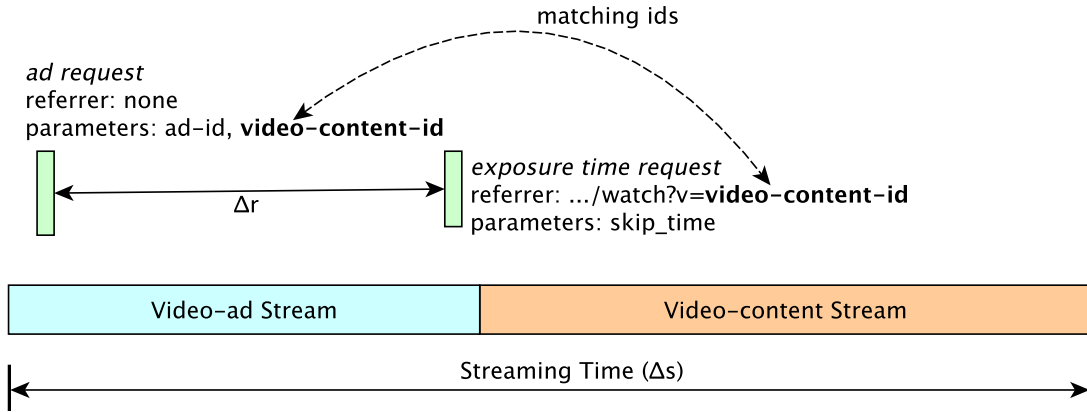 matching ids
ad request
referrer: none
parameters: ad-id, video-content-id
exposure time request
referrer: .../watch?v=video-content-id
parameters: skip_time
Δr
Video-ad Stream
Video-content Stream
Streaming Time (Δs)